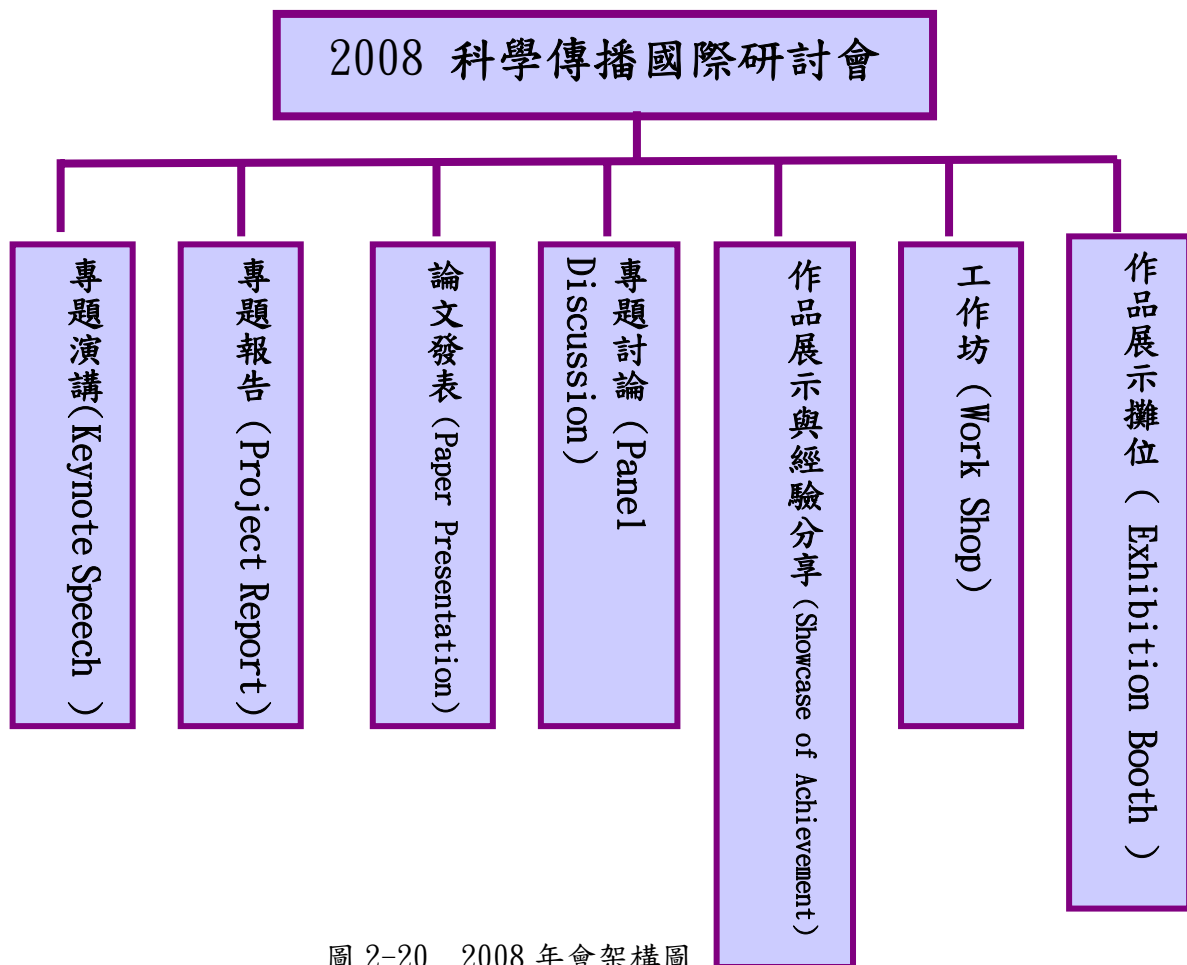 2008 科學傳播國際研討會
專題演講(Keynote Speech )
專題報告(Project Report)
論文發表(Paper Presentation)
專題討論(Panel
Discussion)
作品展示與經驗分享(Showcase of Achievement)
工作坊(Work Shop)
作品展示攤位( Exhibition Booth )
圖 2-20 2008 年會架構圖